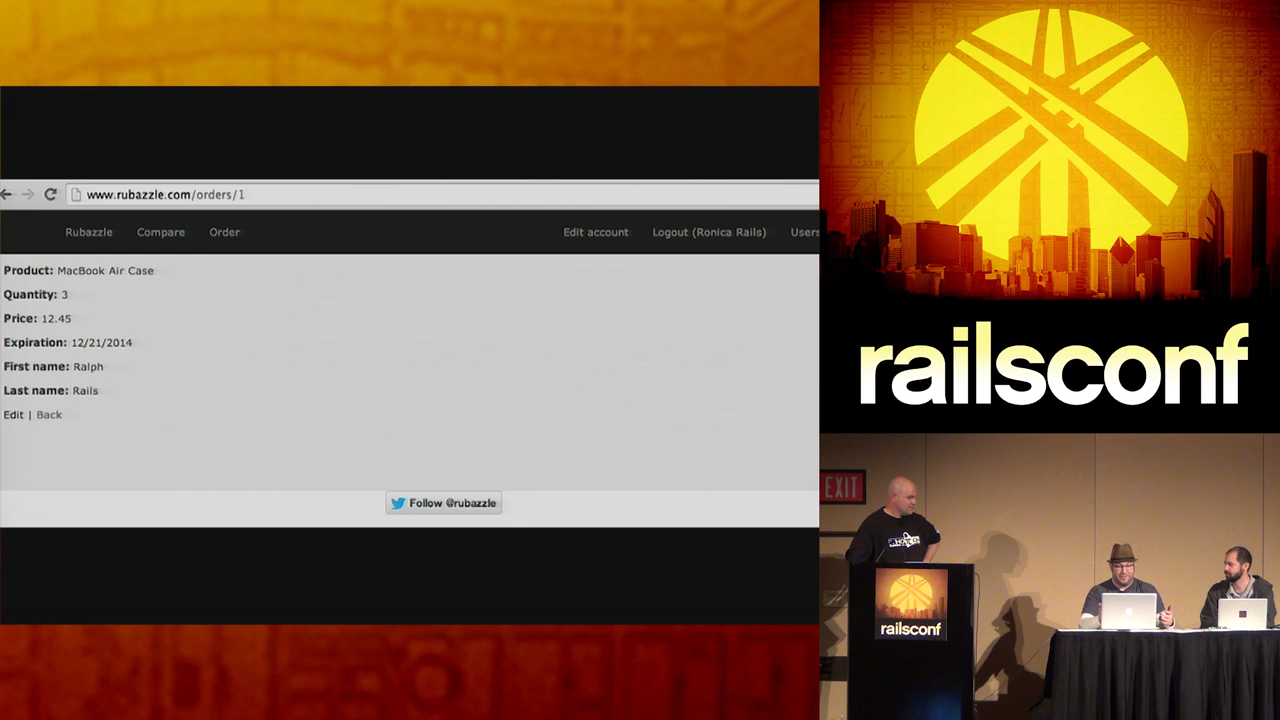 www.rubazzle.com/orders/1
Rubazzle Compare Order Edit account Logout (Ronica Rails) Users
Product: MacBook Air Case
Quantity: 3
Price: 12.45
Expiration: 12/21/2014
First name: Ralph
Last name: Rails
Edit | Back
Follow @rubazzle
railsconf
EXIT
railsconf